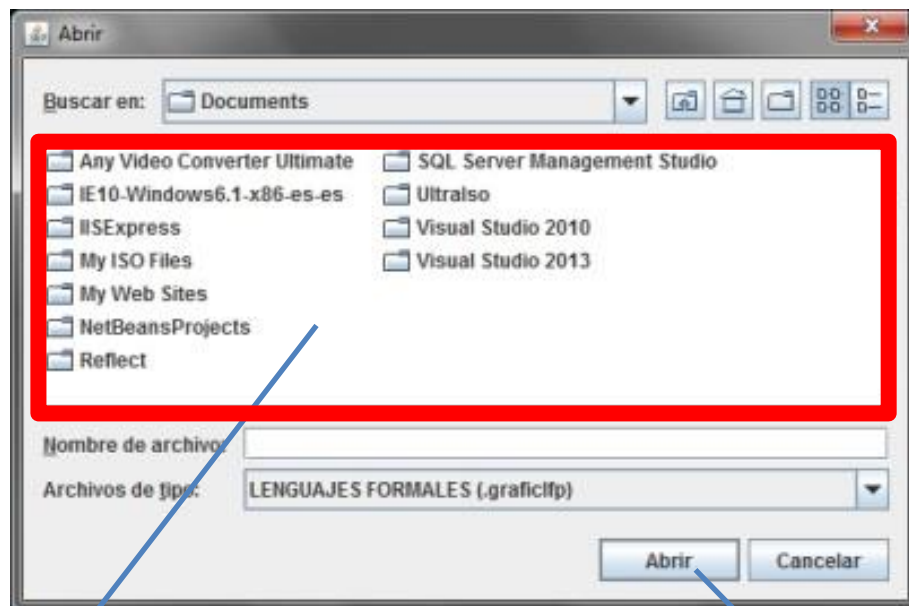 Abrir
Buscar en: Documents
Any Video Converter Ultimate
IE10-Windows6.1-x86-es-es
IISExpress
My ISO Files
My Web Sites
NetBeansProjects
Reflect
SQL Server Management Studio
UltraIso
Visual Studio 2010
Visual Studio 2013
Nombre de archivo:
Archivos de tipo: LENGUAJES FORMALES (.graficlfp)
Abrir Cancelar